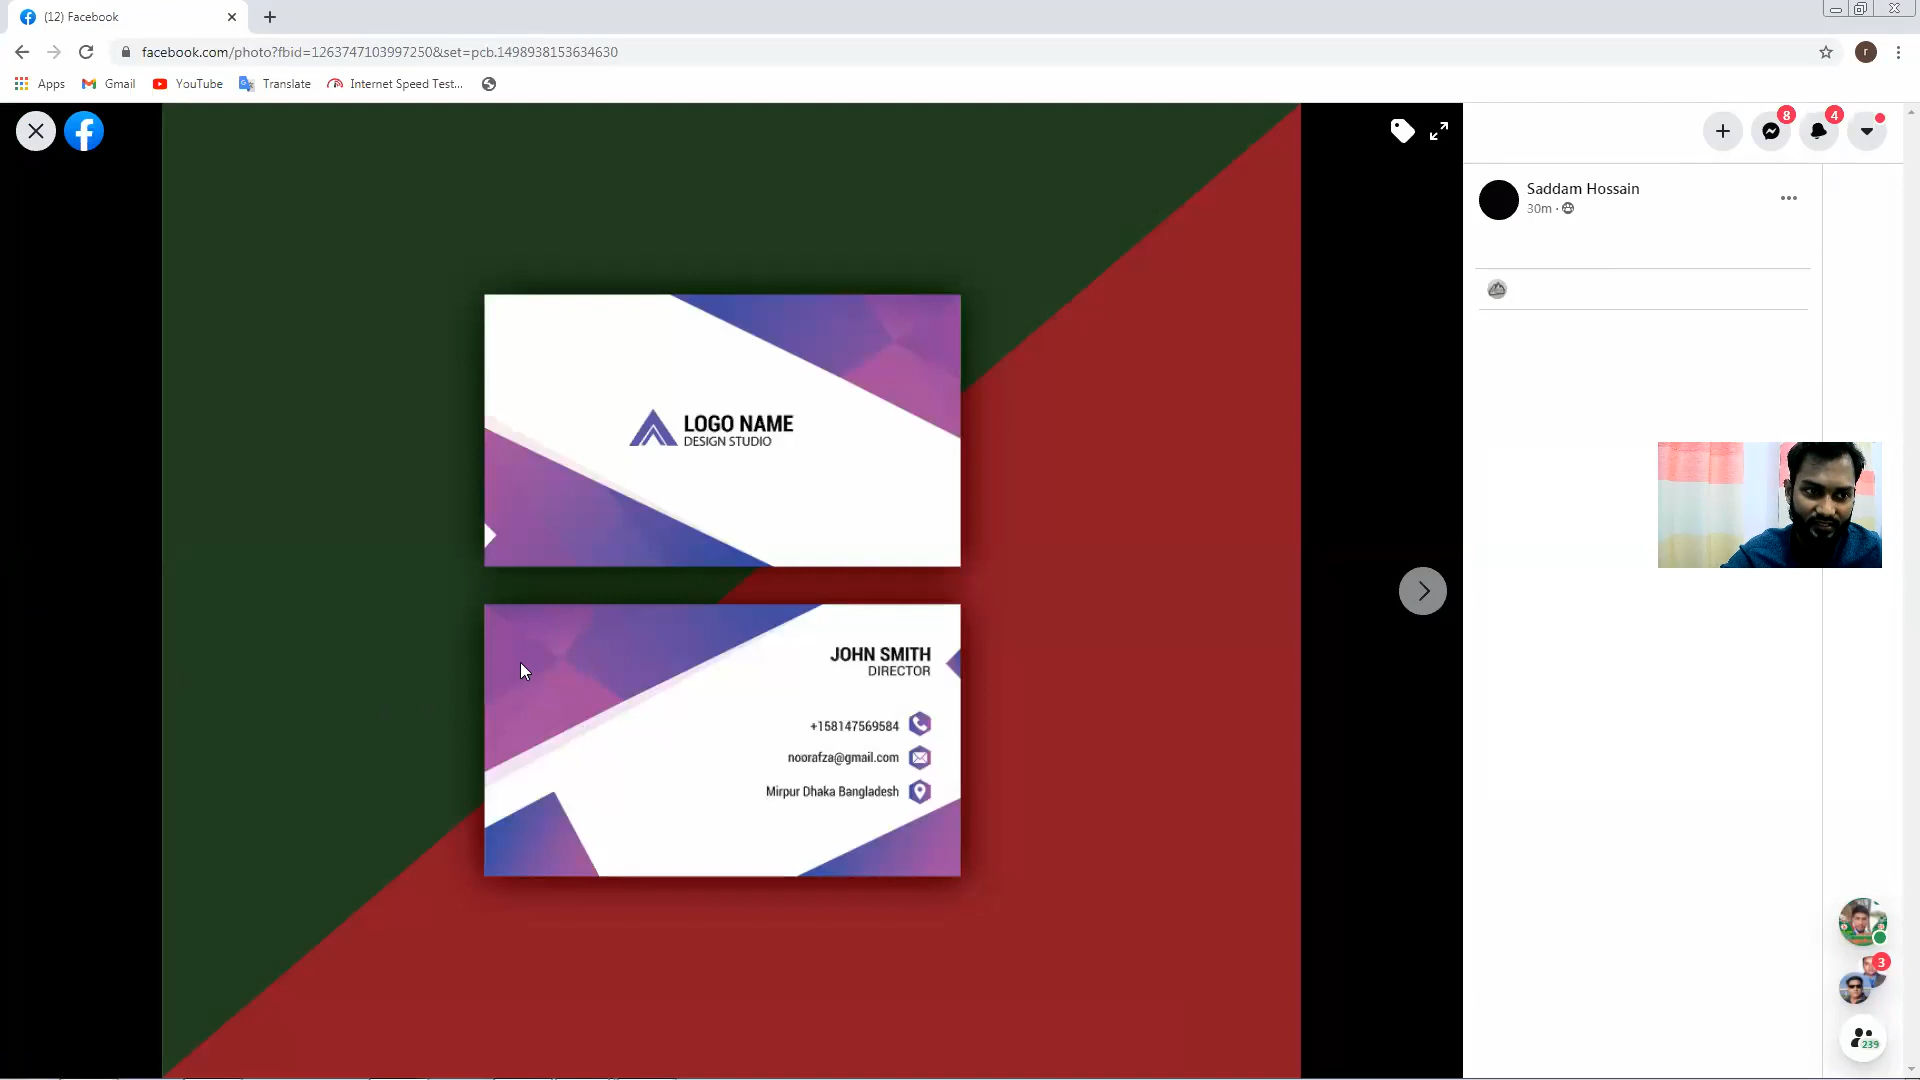 (12) Facebook
facebook.com/photo?fbid=1263747103997250&set=pcb.1498938153634630
r
Apps
Gmail
YouTube
Translate
Internet Speed Test...
8
4
Saddam Hossain
30m ·
LOGO NAME
DESIGN STUDIO
JOHN SMITH
DIRECTOR
+158147569584
noorafza@gmail.com
Mirpur Dhaka Bangladesh
3
239